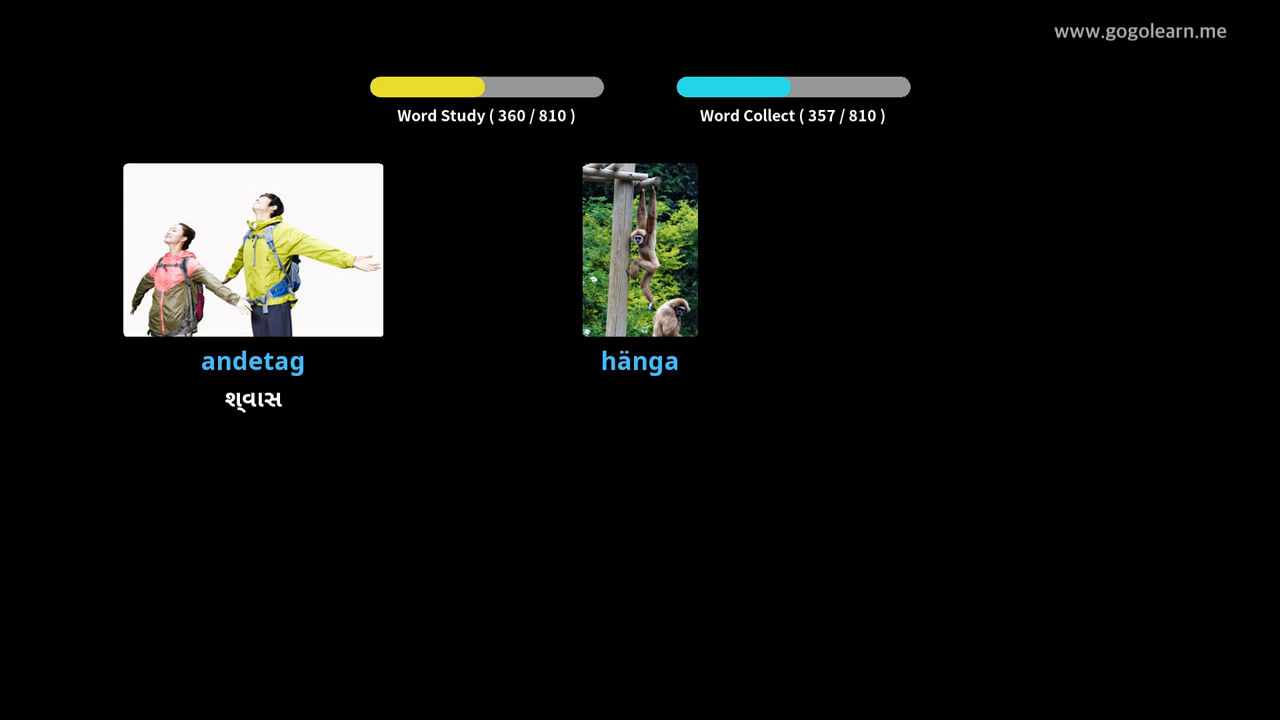 www.gogolearn.me
Word Study ( 360 / 810 )
Word Collect ( 357 / 810 )
andetag
hänga
શ્વાસ